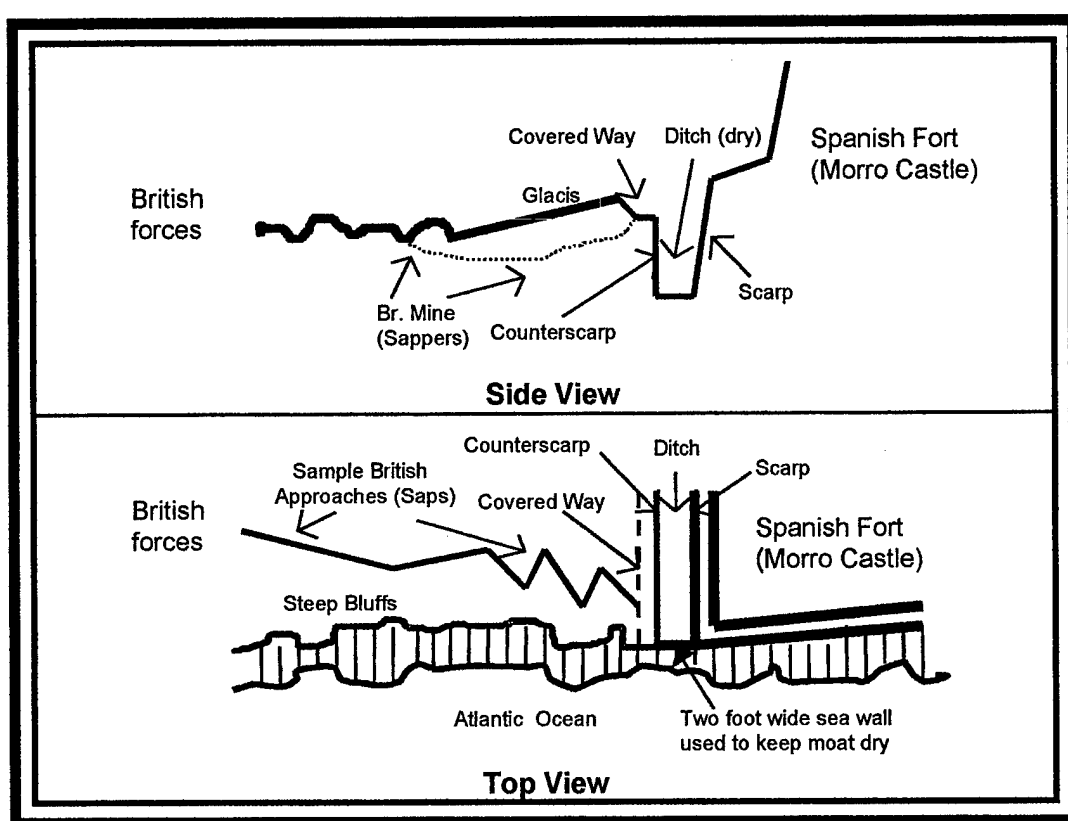 Covered Way
Ditch (dry)
Spanish Fort
(Morro Castle)
British
forces
Glacis
Br. Mine
(Sappers)
Counterscarp
Scarp
Side View
Counterscarp
Ditch
Scarp
Sample British
Approaches (Saps)
Covered Way
British
forces
Spanish Fort
(Morro Castle)
Steep Bluffs
Atlantic Ocean
Two foot wide sea wall
used to keep moat dry
Top View